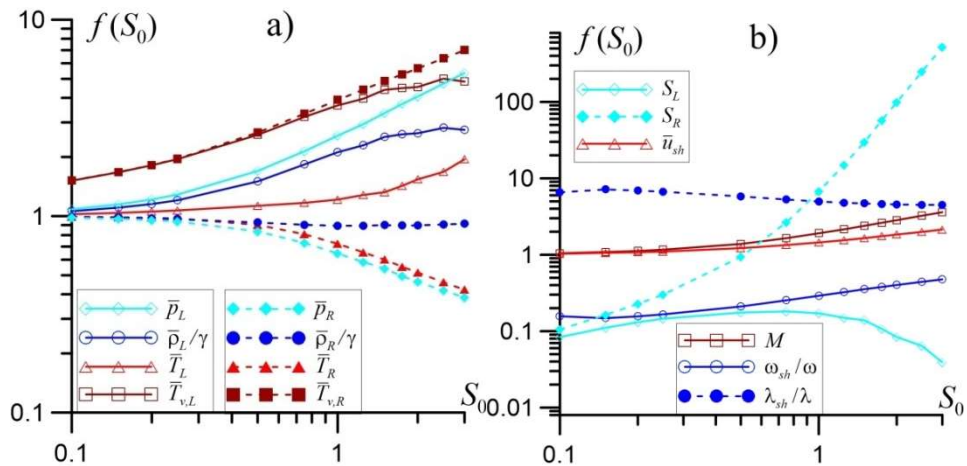 f(S₀) a)
10
1
0.1
0.1 1 S₀
p̄_L
ρ̄_L/γ
T̄_L
T̄_v,L
p̄_R
ρ̄_R/γ
T̄_R
T̄_v,R
f(S₀) b)
S_L
S_R
ū_sh
100
10
1
0.1
0.01
M
ω_sh/ω
λ_sh/λ
0.1 1 S₀